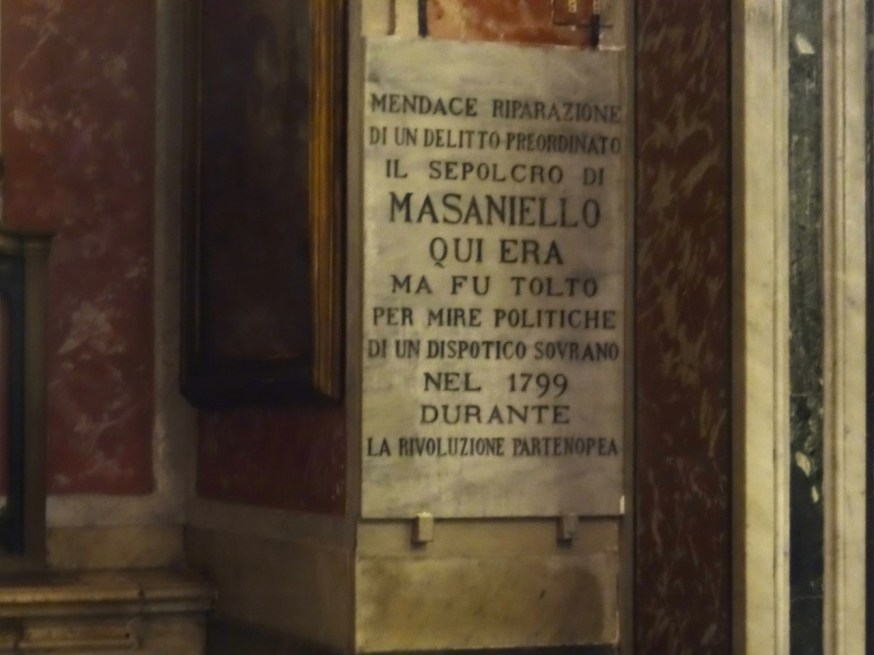 MENDACE RIPARAZIONE
DI UN DELITTO PREORDINATO
IL SEPOLCRO DI
MASANIELLO
QUI ERA
MA FU TOLTO
PER MIRE POLITICHE
DI UN DISPOTICO SOVRANO
NEL 1799
DURANTE
LA RIVOLUZIONE PARTENOPEA